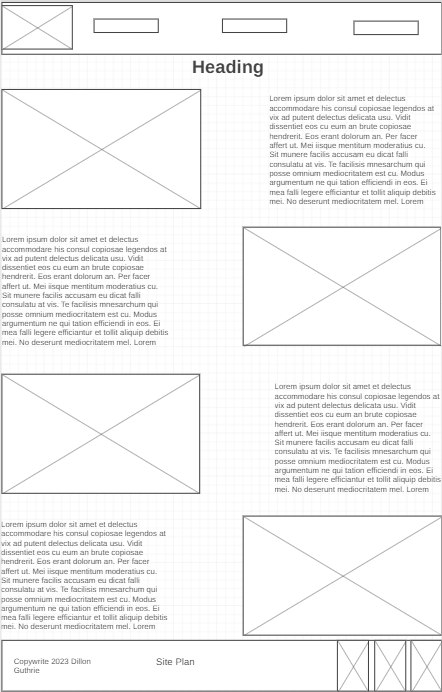 Heading
Lorem ipsum dolor sit amet et delectus
accommodare his consul copiosae legendos at
vix ad putent delectus delicata usu. Vidit
dissentiet eos cu eum an brute copiosae
hendrerit. Eos erant dolorum an. Per facer
affert ut. Mei iisque mentitum moderatius cu.
Sit munere facilis accusam eu dicat falli
consulatu at vis. Te facilisis mnesarchum qui
posse omnium mediocritatem est in. Eos cu
argumentum ne qui tation efficiendi in eos. Ei
mea falli legere efficiantur et tollit aliquip debitis
mei. No deserunt mediocritatem mel. Lorem
Lorem ipsum dolor sit amet et delectus
accommodare his consul copiosae legendos at
vix ad putent delectus delicata usu. Vidit
dissentiet eos cu eum an brute copiosae
hendrerit. Eos erant dolorum an. Per facer
affert ut. Mei iisque mentitum moderatius cu.
Sit munere facilis accusam eu dicat falli
consulatu at vis. Te facilisis mnesarchum qui
posse omnium mediocritatem est in. Eos cu
argumentum ne qui tation efficiendi in eos. Ei
mea falli legere efficiantur et tollit aliquip debitis
mei. No deserunt mediocritatem mel. Lorem
Lorem ipsum dolor sit amet et delectus
accommodare his consul copiosae legendos at
vix ad putent delectus delicata usu. Vidit
dissentiet eos cu eum an brute copiosae
hendrerit. Eos erant dolorum an. Per facer
affert ut. Mei iisque mentitum moderatius cu.
Sit munere facilis accusam eu dicat falli
consulatu at vis. Te facilisis mnesarchum qui
posse omnium mediocritatem est in. Eos cu
argumentum ne qui tation efficiendi in eos. Ei
mea falli legere efficiantur et tollit aliquip debitis
mei. No deserunt mediocritatem mel. Lorem
Lorem ipsum dolor sit amet et delectus
accommodare his consul copiosae legendos at
vix ad putent delectus delicata usu. Vidit
dissentiet eos cu eum an brute copiosae
hendrerit. Eos erant dolorum an. Per facer
affert ut. Mei iisque mentitum moderatius cu.
Sit munere facilis accusam eu dicat falli
consulatu at vis. Te facilisis mnesarchum qui
posse omnium mediocritatem est in. Eos cu
argumentum ne qui tation efficiendi in eos. Ei
mea falli legere efficiantur et tollit aliquip debitis
mei. No deserunt mediocritatem mel. Lorem
Copywrite 2023 Dillon
Guthrie
Site Plan